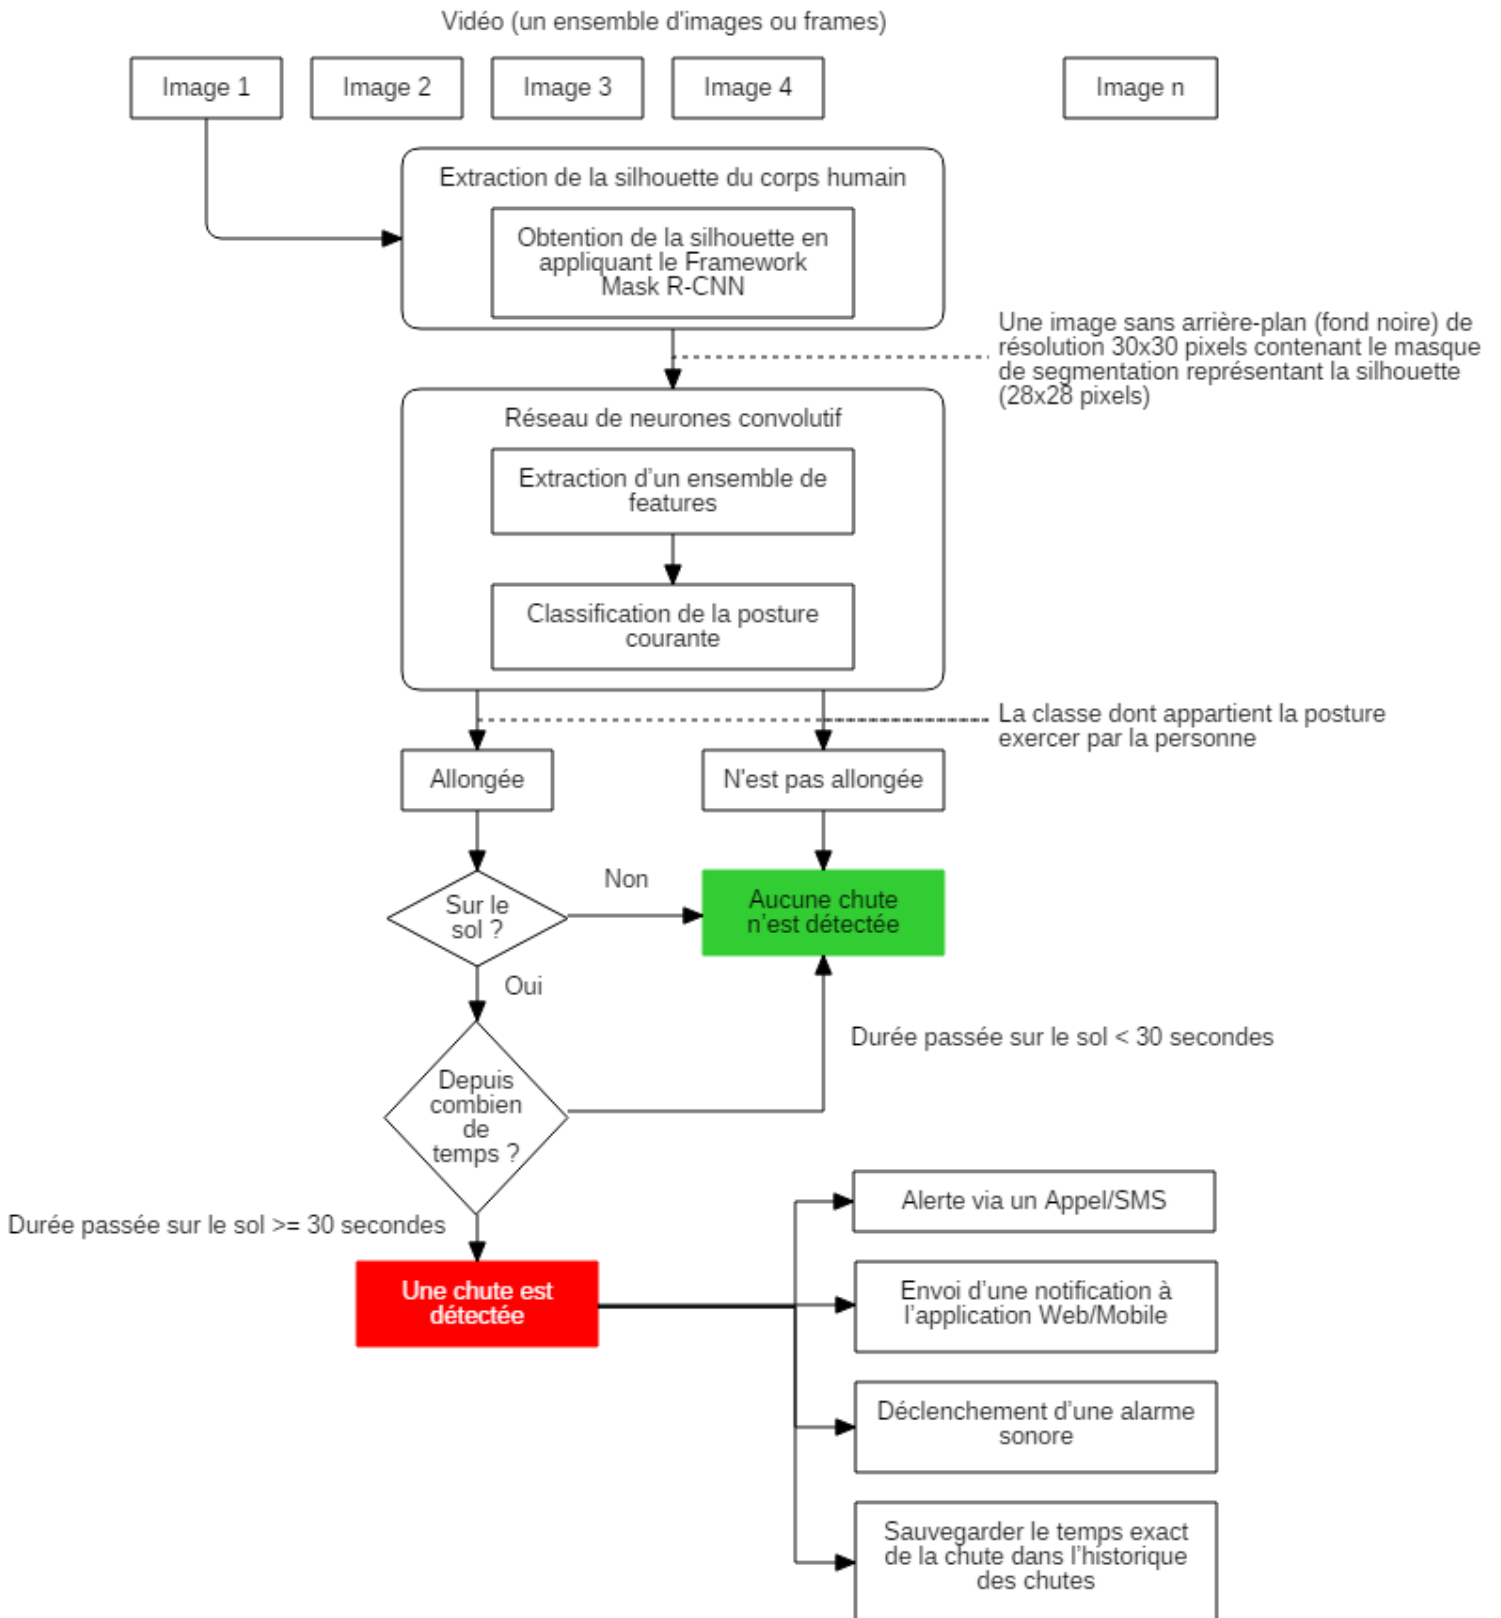 Vidéo (un ensemble d'images ou frames)
Image 1
Image 2
Image 3
Image 4
Image n
Extraction de la silhouette du corps humain
Obtention de la silhouette en
appliquant le Framework
Mask R-CNN
Une image sans arrière-plan (fond noire) de
résolution 30x30 pixels contenant le masque
de segmentation représentant la silhouette
(28x28 pixels)
Réseau de neurones convolutif
Extraction d'un ensemble de
features
Classification de la posture
courante
La classe dont appartient la posture
exercer par la personne
Allongée
N'est pas allongée
Sur le
sol ?
Non
Aucune chute
n'est détectée
Oui
Durée passée sur le sol < 30 secondes
Depuis
combien
de
temps ?
Durée passée sur le sol >= 30 secondes
Une chute est
détectée
Alerte via un Appel/SMS
Envoi d'une notification à
l'application Web/Mobile
Déclenchement d'une alarme
sonore
Sauvegarder le temps exact
de la chute dans l'historique
des chutes